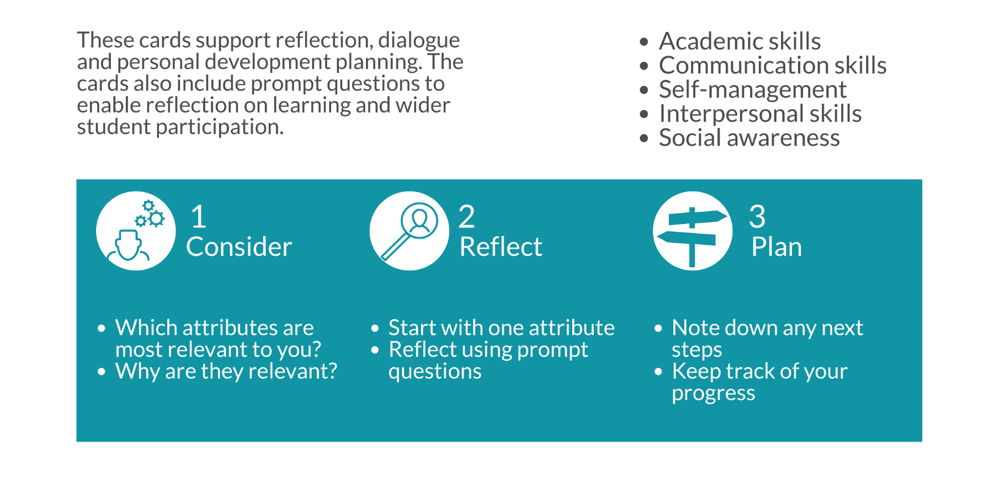 These cards support reflection, dialogue
and personal development planning. The
cards also include prompt questions to
enable reflection on learning and wider
student participation.
• Academic skills
• Communication skills
• Self-management
• Interpersonal skills
• Social awareness
1
Consider
• Which attributes are
most relevant to you?
• Why are they relevant?
2
Reflect
• Start with one attribute
• Reflect using prompt
questions
3
Plan
• Note down any next
steps
• Keep track of your
progress